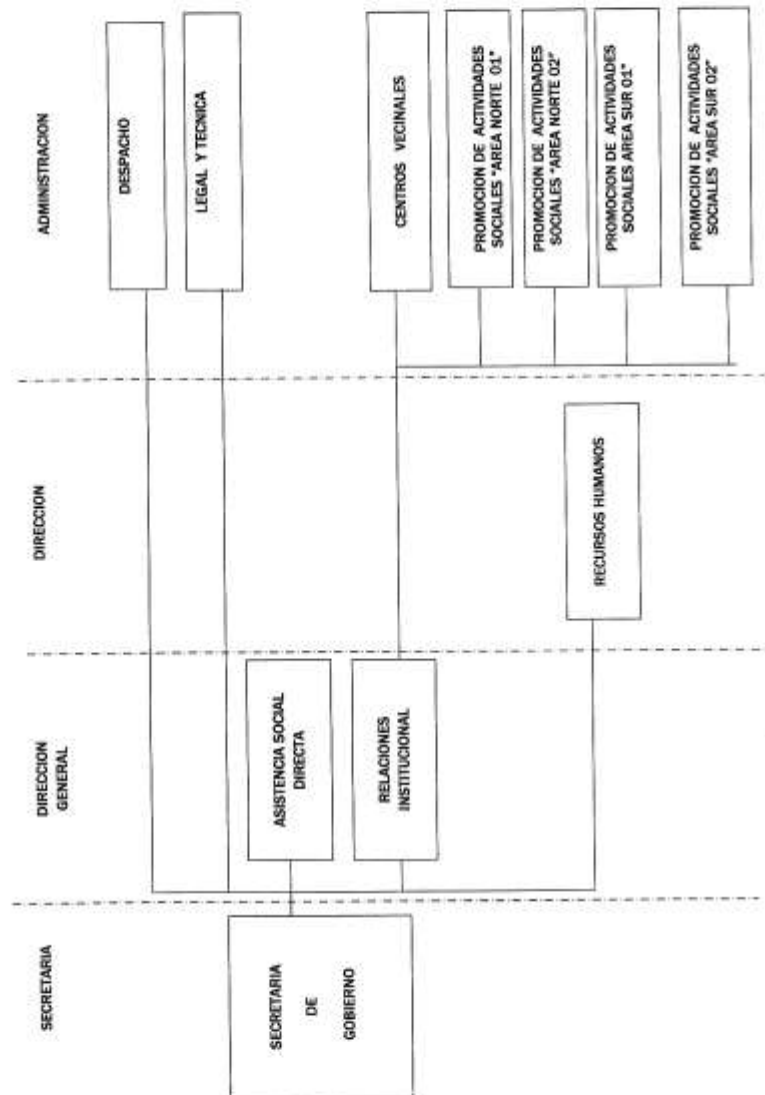 SECRETARIA
DIRECCION
GENERAL
DIRECCION
ADMINISTRACION
DESPACHO
LEGAL Y TECNICA
SECRETARIA
DE
GOBIERNO
ASISTENCIA SOCIAL
DIRECTA
RELACIONES
INSTITUCIONAL
RECURSOS HUMANOS
CENTROS VECINALES
PROMOCION DE ACTIVIDADES
SOCIALES "AREA NORTE 01"
PROMOCION DE ACTIVIDADES
SOCIALES "AREA NORTE 02"
PROMOCION DE ACTIVIDADES
SOCIALES AREA SUR 01"
PROMOCION DE ACTIVIDADES
SOCIALES "AREA SUR 02"